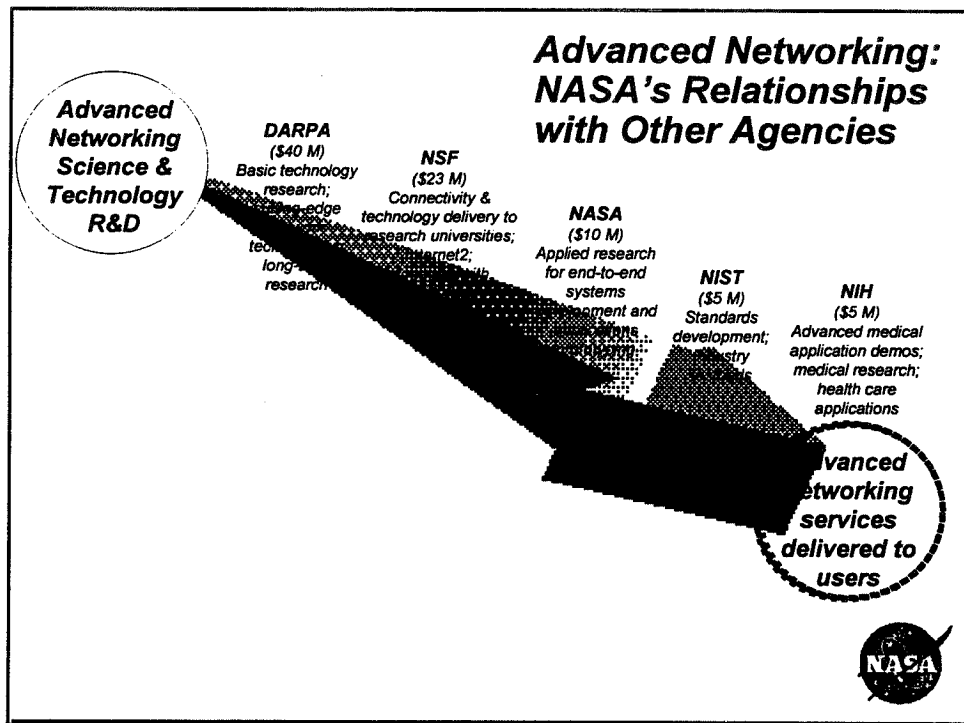 Advanced Networking:
NASA's Relationships
with Other Agencies
Advanced
Networking
Science &
Technology
R&D
DARPA
($40 M)
Basic technology
research;
long-
research
NSF
($23 M)
Connectivity &
technology delivery to
research universities;
NASA
($10 M)
Applied research
for end-to-end
systems
and
NIST
($5 M)
Standards
development;
NIH
($5 M)
Advanced medical
application demos;
medical research;
health care
applications
services
delivered to
users
NASA